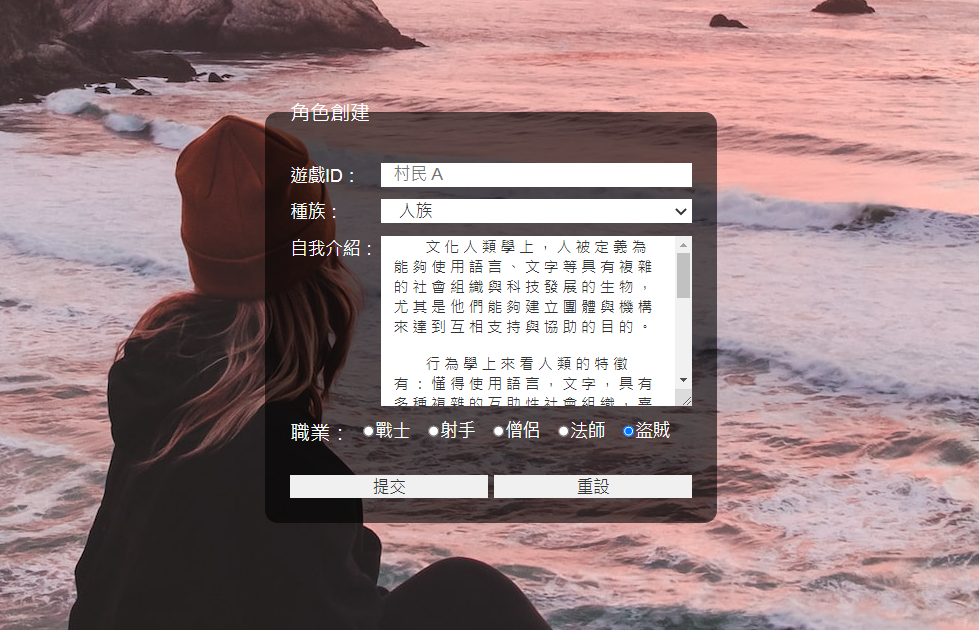 角色創建
遊戲ID：
村民 A
種族：
人族
自我介紹：
文化人類學上，人被定義為
能夠使用語言、文字等具有複雜
的社會組織與科技發展的生物，
尤其是他們能夠建立團體與機構
來達到互相支持與協助的目的。
行為學上來看人類的特徵
有：懂得使用語言，文字，具有
多種複雜的互助性社會組織，喜
職業：
戰士
射手
僧侶
法師
盜賊
提交
重設